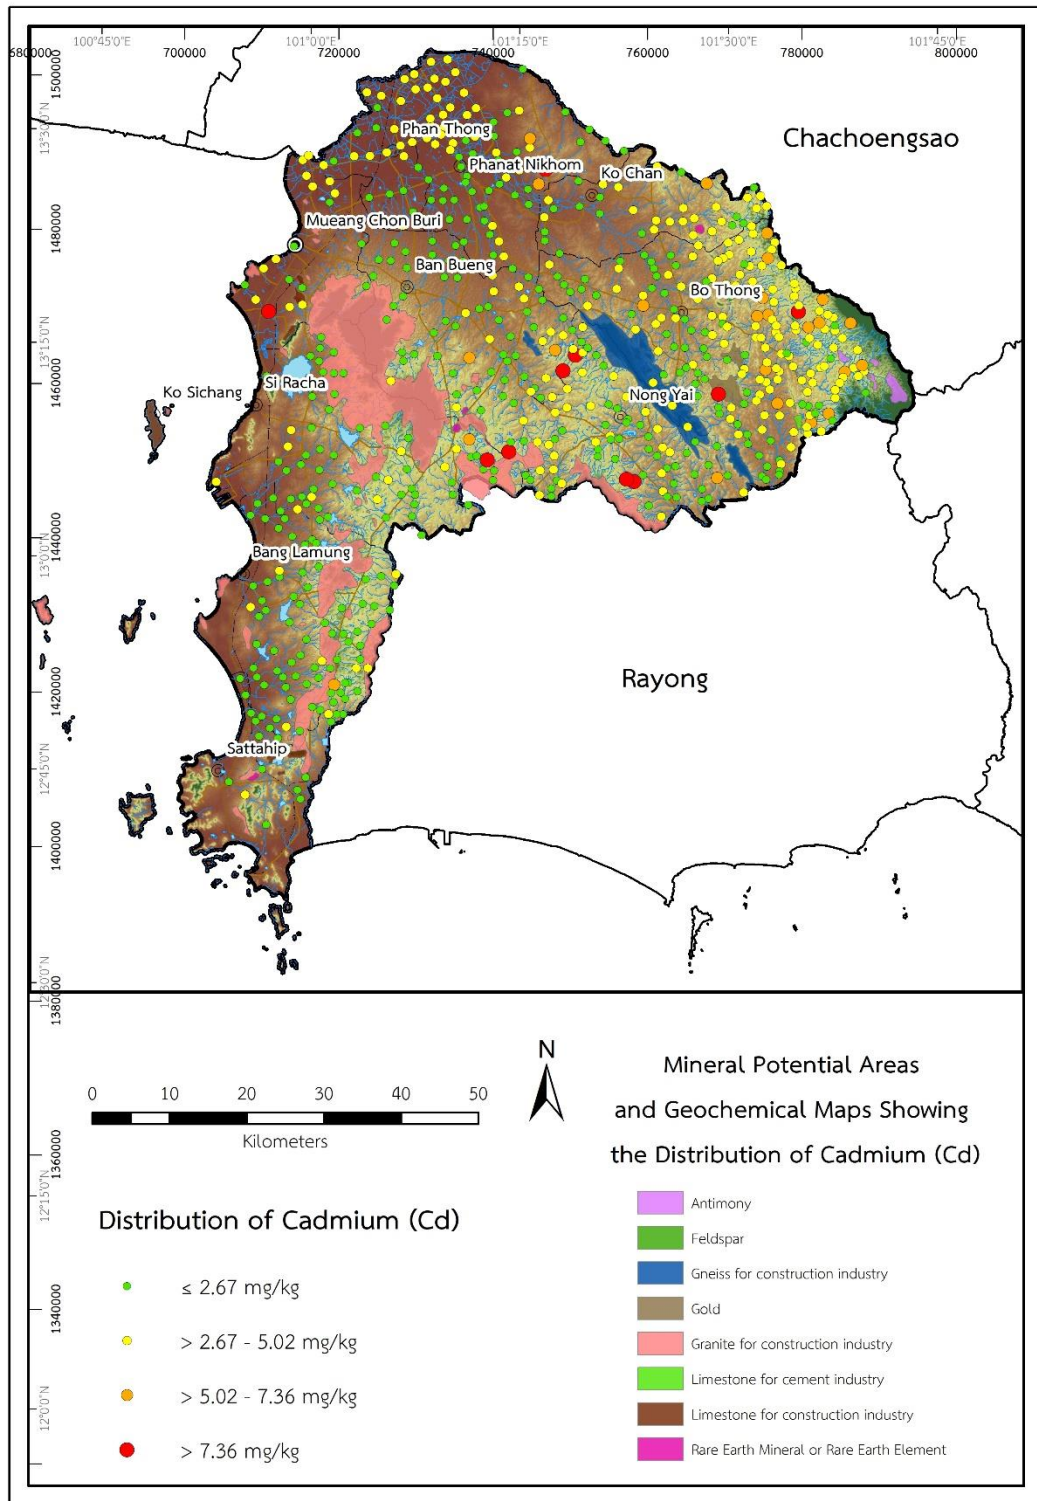 100°45'0"E 101°0'0"E 101°15'0"E 101°30'0"E 101°45'0"E
680000 700000 720000 740000 760000 780000 800000
1500000
13°30'0"N
1480000
13°15'0"N
1460000
1440000
13°0'0"N
1420000
12°45'0"N
1400000
12°30'0"N
1380000
1360000
12°15'0"N
1340000
12°0'0"N
Chachoengsao
Phan Thong
Phanat Nikhom
Ko Chan
Mueang Chon Buri
Ban Bueng
Bo Thong
Ko Sichang
Si Racha
Nong Yai
Bang Lamung
Rayong
Sattahip
0 10 20 30 40 50
Kilometers
N
Mineral Potential Areas
and Geochemical Maps Showing
the Distribution of Cadmium (Cd)
Distribution of Cadmium (Cd)
≤ 2.67 mg/kg
> 2.67 - 5.02 mg/kg
> 5.02 - 7.36 mg/kg
> 7.36 mg/kg
Antimony
Feldspar
Gneiss for construction industry
Gold
Granite for construction industry
Limestone for cement industry
Limestone for construction industry
Rare Earth Mineral or Rare Earth Element